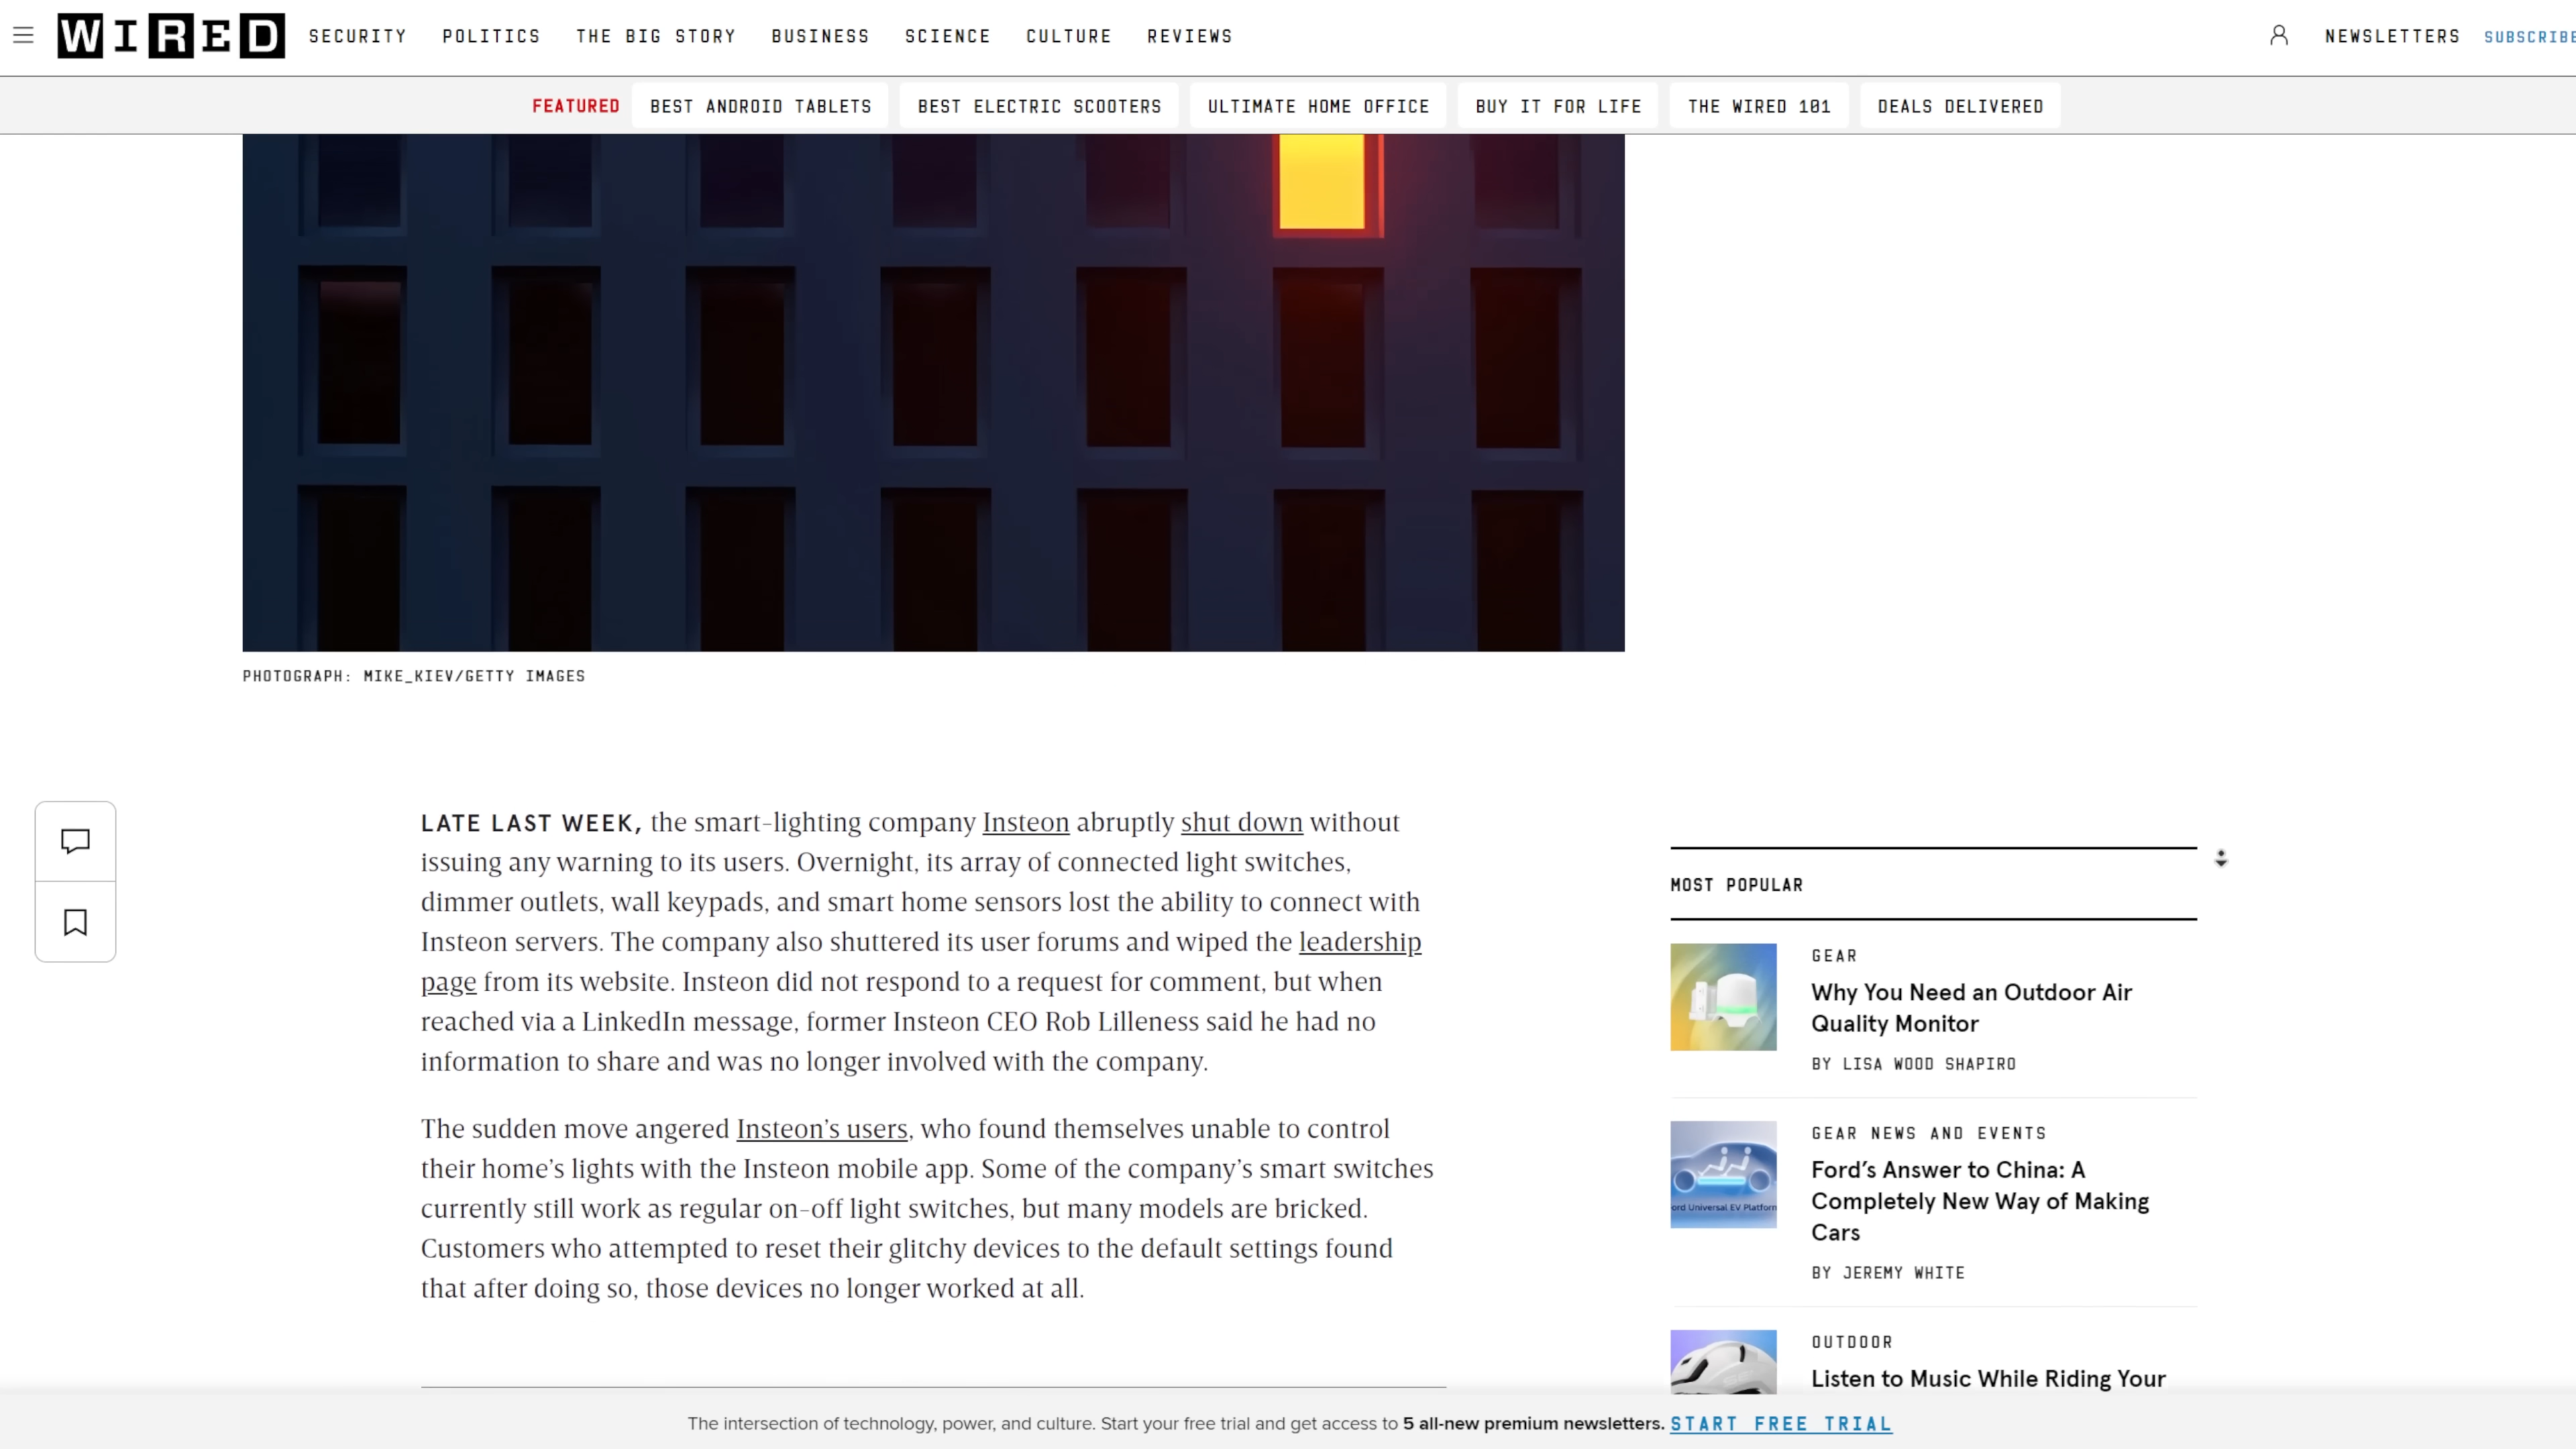 WIRED
SECURITY
POLITICS
THE BIG STORY
BUSINESS
SCIENCE
CULTURE
REVIEWS
NEWSLETTERS
SUBSCRIBE
FEATURED
BEST ANDROID TABLETS
BEST ELECTRIC SCOOTERS
ULTIMATE HOME OFFICE
BUY IT FOR LIFE
THE WIRED 101
DEALS DELIVERED
PHOTOGRAPH: MIKE_KIEV/GETTY IMAGES
LATE LAST WEEK, the smart-lighting company Insteon abruptly shut down without
issuing any warning to its users. Overnight, its array of connected light switches,
dimmer outlets, wall keypads, and smart home sensors lost the ability to connect with
Insteon servers. The company also shuttered its user forums and wiped the leadership
page from its website. Insteon did not respond to a request for comment, but when
reached via a LinkedIn message, former Insteon CEO Rob Lilleness said he had no
information to share and was no longer involved with the company.
The sudden move angered Insteon's users, who found themselves unable to control
their home's lights with the Insteon mobile app. Some of the company's smart switches
currently still work as regular on-off light switches, but many models are bricked.
Customers who attempted to reset their glitchy devices to the default settings found
that after doing so, those devices no longer worked at all.
MOST POPULAR
GEAR
Why You Need an Outdoor Air
Quality Monitor
BY LISA WOOD SHAPIRO
GEAR NEWS AND EVENTS
Ford's Answer to China: A
Completely New Way of Making
Cars
BY JEREMY WHITE
ord Universal EV Platform
OUTDOOR
Listen to Music While Riding Your
The intersection of technology, power, and culture. Start your free trial and get access to 5 all-new premium newsletters. START FREE TRIAL